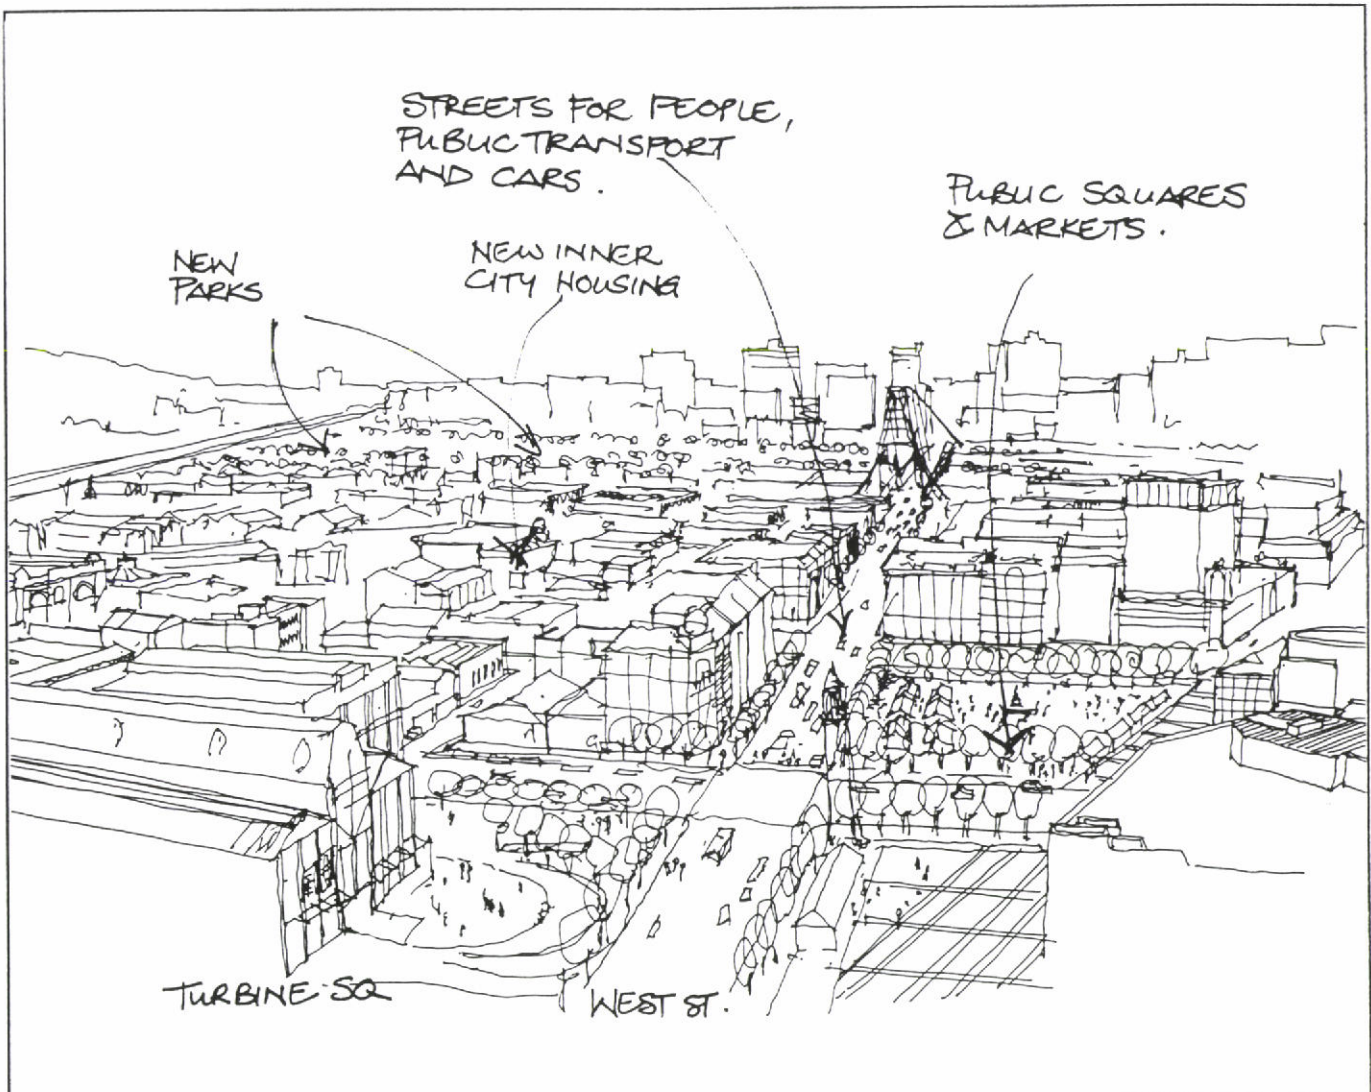 STREETS FOR PEOPLE,
PUBLIC TRANSPORT
AND CARS.
PUBLIC SQUARES
& MARKETS.
NEW
PARKS
NEW INNER
CITY HOUSING
TURBINE SQ
WEST ST.